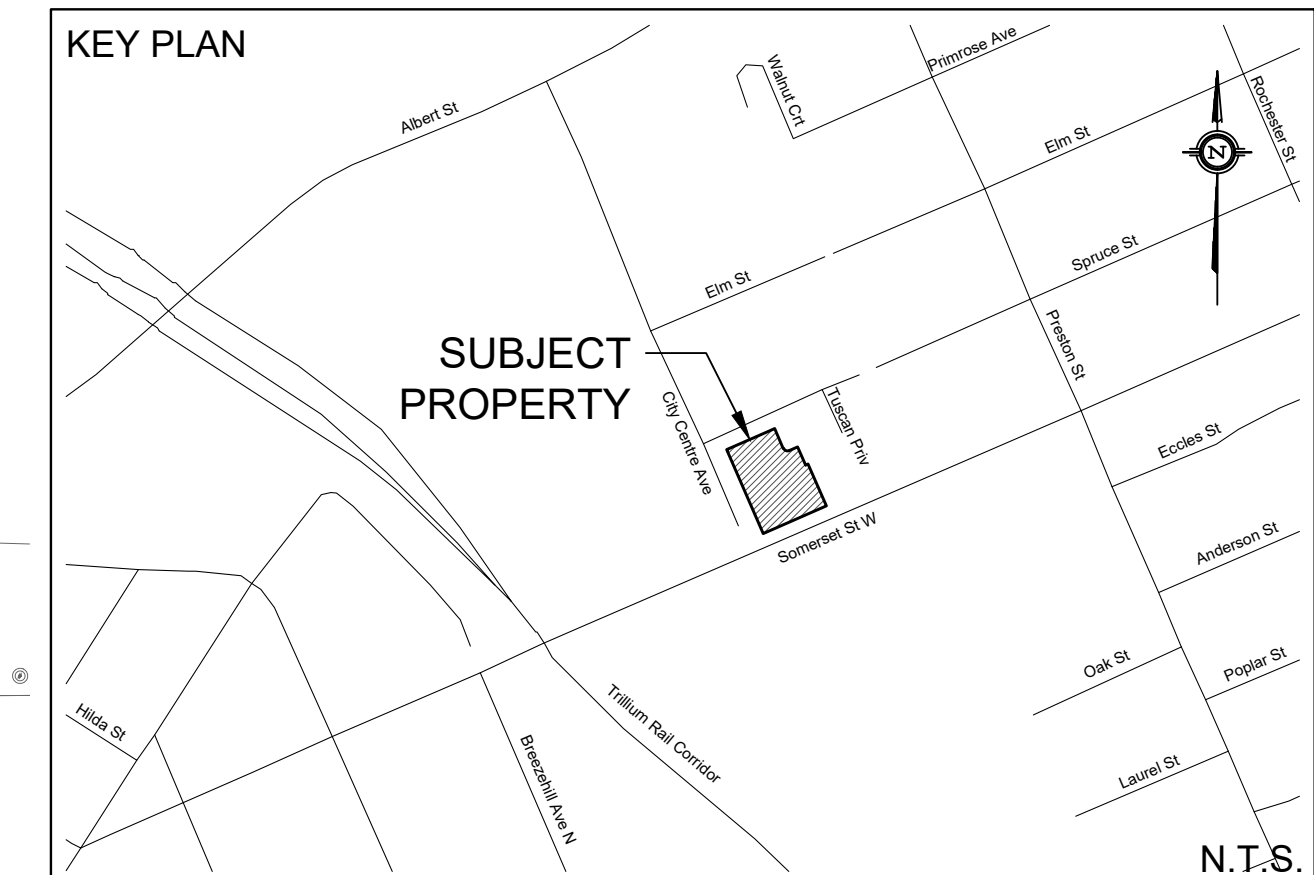 KEY PLAN
Primrose Ave
Walnut Crt
Albert St
Rochester St
Elm St
N
Spruce St
Elm St
Preston St
SUBJECT
PROPERTY
Tuscan Priv
City Centre Ave
Eccles St
Somerset St W
Anderson St
Oak St
Poplar St
Trillium Rail Corridor
Hilda St
Breezehill Ave N
Laurel St
N.T.S.